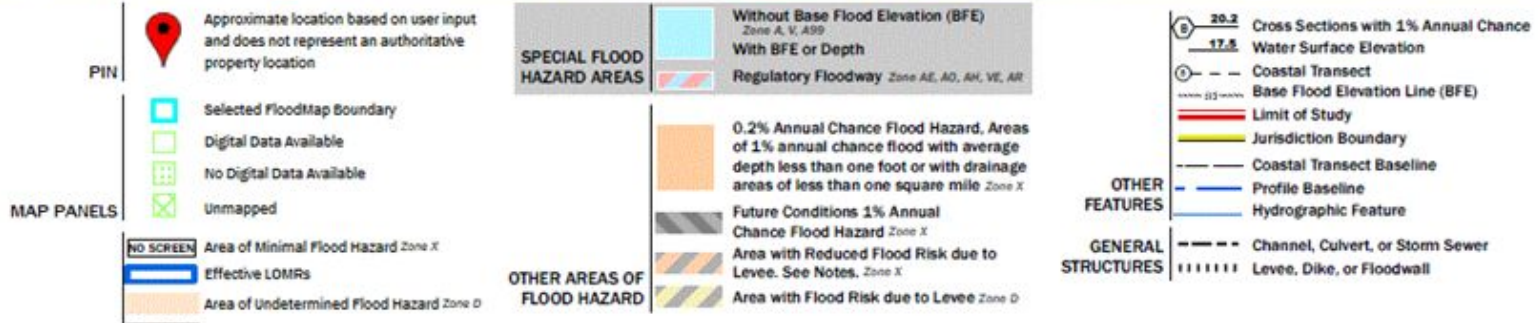 PIN
Approximate location based on user input
and does not represent an authoritative
property location
MAP PANELS
Selected FloodMap Boundary
Digital Data Available
No Digital Data Available
Unmapped
NO SCREEN Area of Minimal Flood Hazard Zone X
Effective LOMRs
Area of Undetermined Flood Hazard Zone D
SPECIAL FLOOD
HAZARD AREAS
Without Base Flood Elevation (BFE)
Zone A, V, A99
With BFE or Depth
Regulatory Floodway Zone AE, AO, AH, VE, AR
OTHER AREAS OF
FLOOD HAZARD
0.2% Annual Chance Flood Hazard, Areas
of 1% annual chance flood with average
depth less than one foot or with drainage
areas of less than one square mile Zone X
Future Conditions 1% Annual
Chance Flood Hazard Zone X
Area with Reduced Flood Risk due to
Levee. See Notes. Zone X
Area with Flood Risk due to Levee Zone D
OTHER
FEATURES
B 20.2 Cross Sections with 1% Annual Chance
17.5 Water Surface Elevation
8 Coastal Transect
513 Base Flood Elevation Line (BFE)
Limit of Study
Jurisdiction Boundary
Coastal Transect Baseline
Profile Baseline
Hydrographic Feature
GENERAL
STRUCTURES
Channel, Culvert, or Storm Sewer
Levee, Dike, or Floodwall